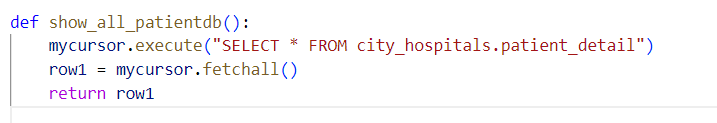 def show_all_patientdb():
    mycursor.execute("SELECT * FROM city_hospitals.patient_detail")
    row1 = mycursor.fetchall()
    return row1